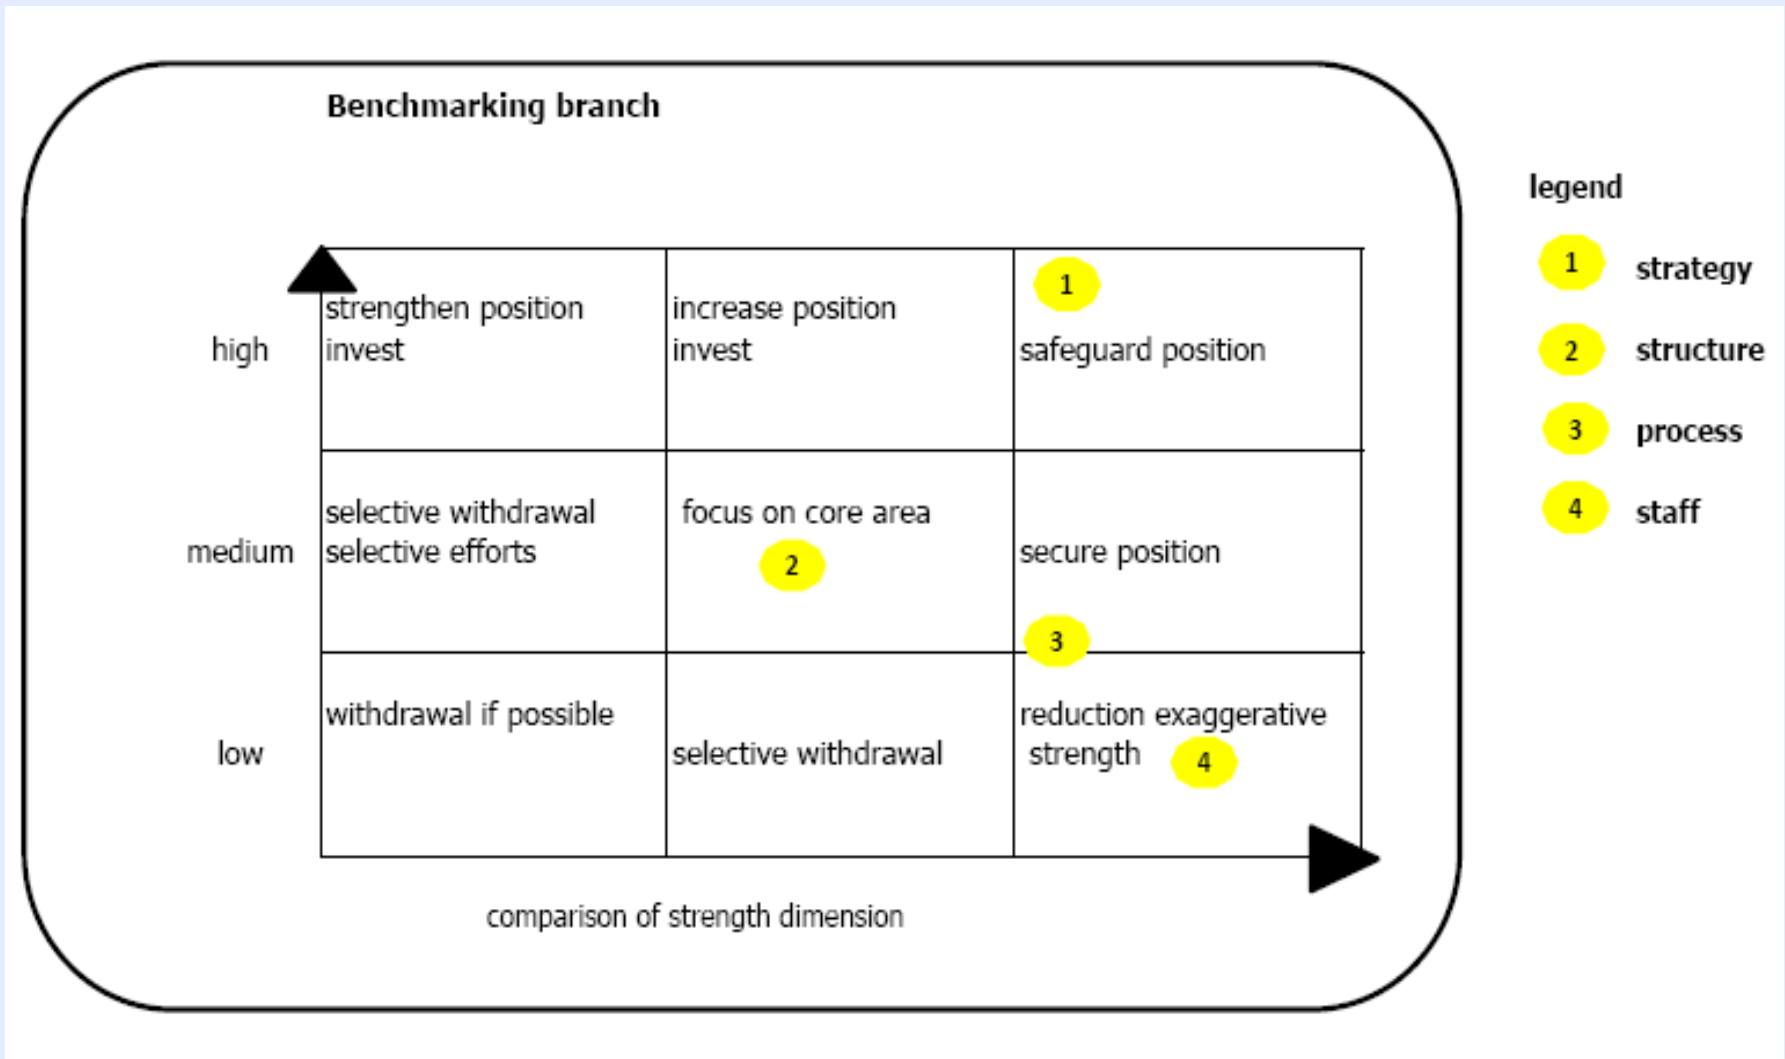 Benchmarking branch
legend
1 strategy
2 structure
3 process
4 staff
high
strengthen position
invest
increase position
invest
1
safeguard position
medium
selective withdrawal
selective efforts
focus on core area
2
secure position
3
low
withdrawal if possible
selective withdrawal
reduction exaggerative
strength 4
comparison of strength dimension